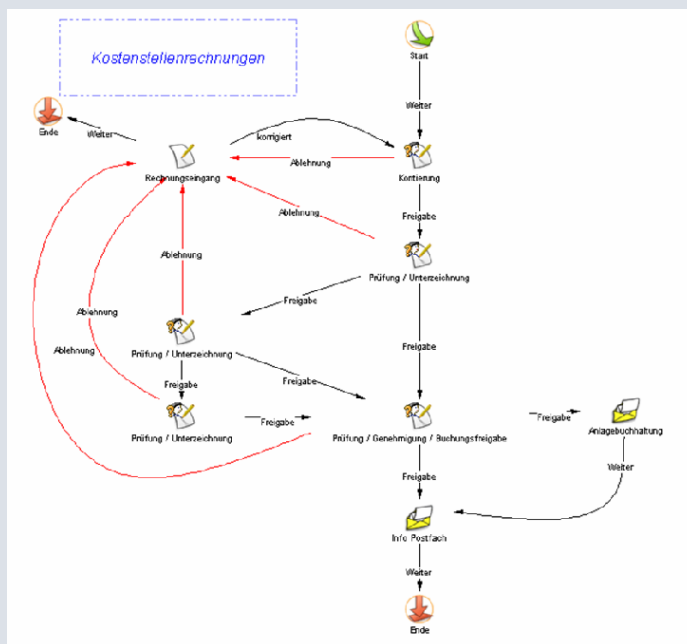 Kostenstellenrechnungen
Start
Weiter
Ende
Weiter
korrigiert
Rechnungseingang
Ablehnung
Kontierung
Ablehnung
Freigabe
Ablehnung
Prüfung / Unterzeichnung
Freigabe
Ablehnung
Ablehnung
Freigabe
Prüfung / Unterzeichnung
Freigabe
Freigabe
Prüfung / Unterzeichnung
Freigabe
Prüfung / Genehmigung / Buchungsfreigabe
Freigabe
Anlagebuchhaltung
Freigabe
Weiter
Info Postfach
Weiter
Ende